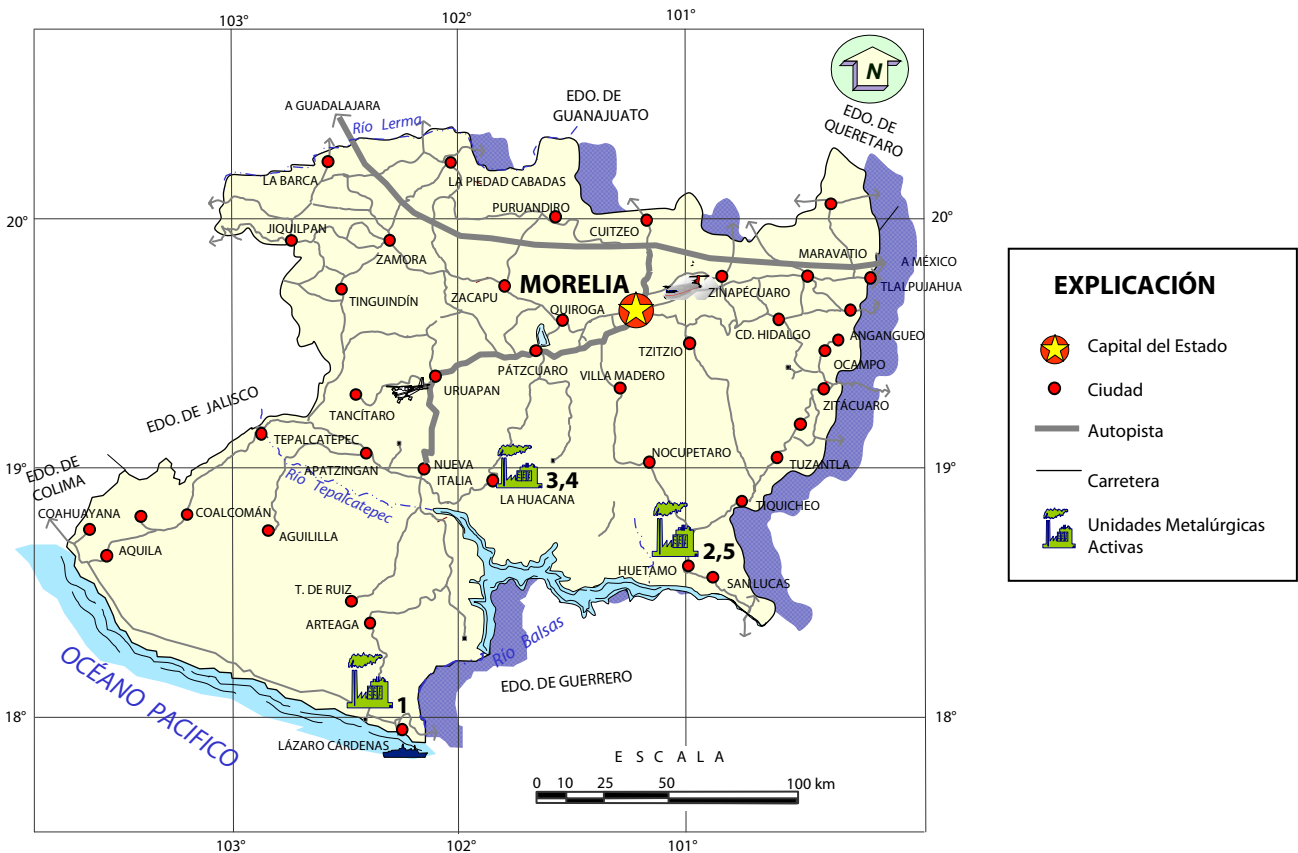 103°
102°
101°
N
A GUADALAJARA
Río Lerma
EDO. DE
GUANAJUATO
EDO. DE
QUERETARO
LA BARCA
LA PIEDAD CABADAS
PURUANDIRO
20°
20°
CUITZEO
JIQUILPAN
ZAMORA
MARAVATIO
A MÉXICO
TLALPUJAHUA
TINGUINDÍN
ZACAPU
MORELIA
ZINAPÉCUARO
QUIROGA
CD. HIDALGO
ANGANGUEO
TZITZIO
OCAMPO
PÁTZCUARO
VILLA MADERO
URUAPAN
ZITÁCUARO
TANCÍTARO
EDO. DE JALISCO
TEPALCATEPEC
APATZINGAN
NUEVA
ITALIA
NOCUPETARO
TUZANTLA
19°
19°
EDO. DE
COLIMA
Río Tepalcatepec
3,4
LA HUACANA
TIQUICHEO
COAHUAYANA
COALCOMÁN
AGUILILLA
AQUILA
2,5
HUETAMO
SAN LUCAS
T. DE RUIZ
ARTEAGA
Río Balsas
EDO. DE GUERRERO
OCÉANO PACIFICO
1
18°
18°
LÁZARO CÁRDENAS
E S C A L A
0 10 25 50 100 km
103°
102°
101°
EXPLICACIÓN
Capital del Estado
Ciudad
Autopista
Carretera
Unidades Metalúrgicas
Activas